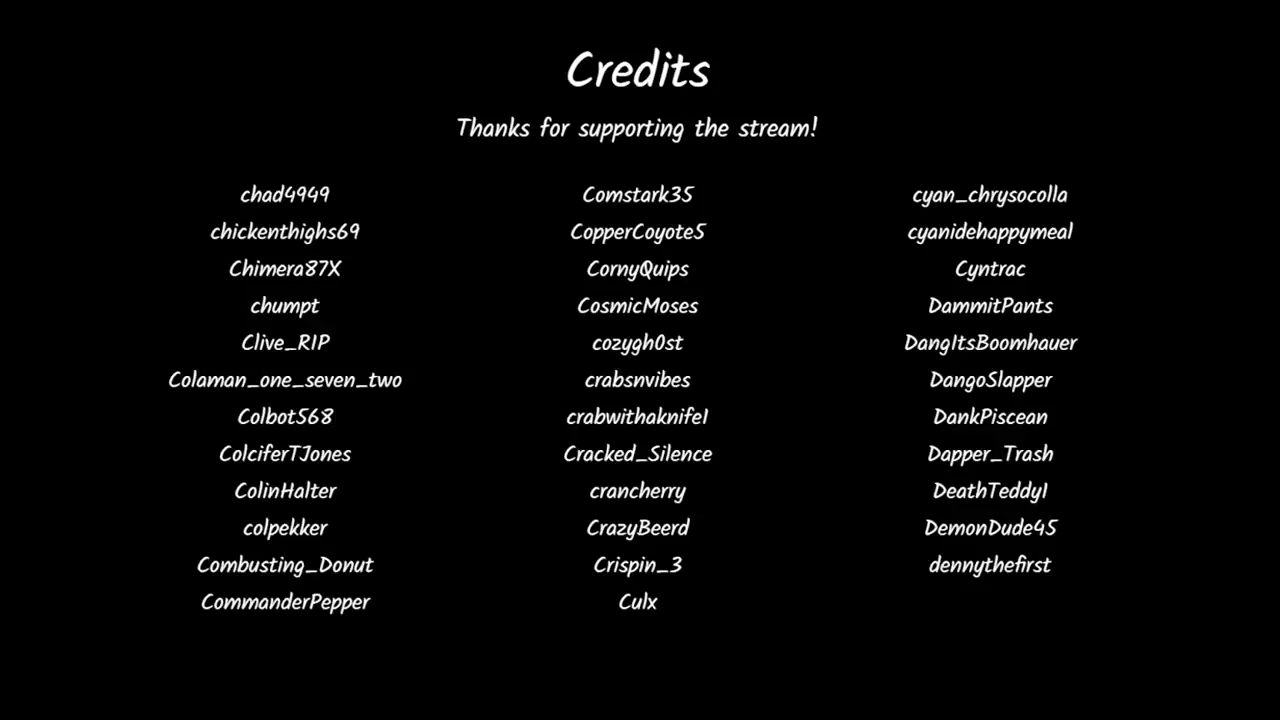 Credits
Thanks for supporting the stream!
chad4949
chickenthighs69
Chimera87X
chumpt
Clive_RIP
Colaman_one_seven_two
Colbot568
ColciferTJones
ColinHalter
colpekker
Combusting_Donut
CommanderPepper
Comstark35
CopperCoyote5
CornyQuips
CosmicMoses
cozygh0st
crabsnvibes
crabwithaknife1
Cracked_Silence
crancherry
CrazyBeerd
Crispin_3
Culx
cyan_chrysocolla
cyanidehappymeal
Cyntrac
DammitPants
DangItsBoomhauer
DangoSlapper
DankPiscean
Dapper_Trash
DeathTeddy1
DemonDude45
dennythefirst